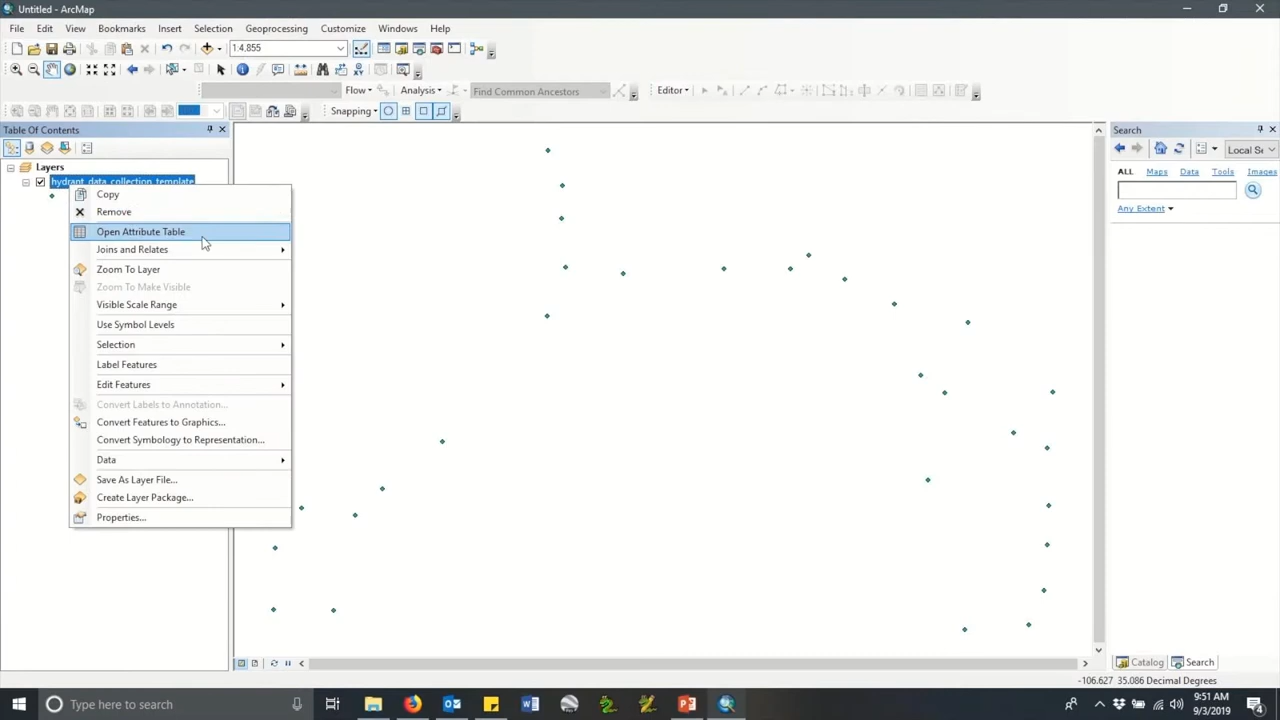 Untitled - ArcMap
File Edit View Bookmarks Insert Selection Geoprocessing Customize Windows Help
1:4,855
Flow Analysis Find Common Ancestors Editor
Snapping
Table Of Contents
Layers
hydrant_data_collection_template
Copy
Remove
Open Attribute Table
Joins and Relates
Zoom To Layer
Zoom To Make Visible
Visible Scale Range
Use Symbol Levels
Selection
Label Features
Edit Features
Convert Labels to Annotation...
Convert Features to Graphics...
Convert Symbology to Representation...
Data
Save As Layer File...
Create Layer Package...
Properties...
Search
Local Se
ALL Maps Data Tools Images
Any Extent
Catalog Search
-106.627 35.086 Decimal Degrees
Type here to search
9:51 AM
9/3/2019
4